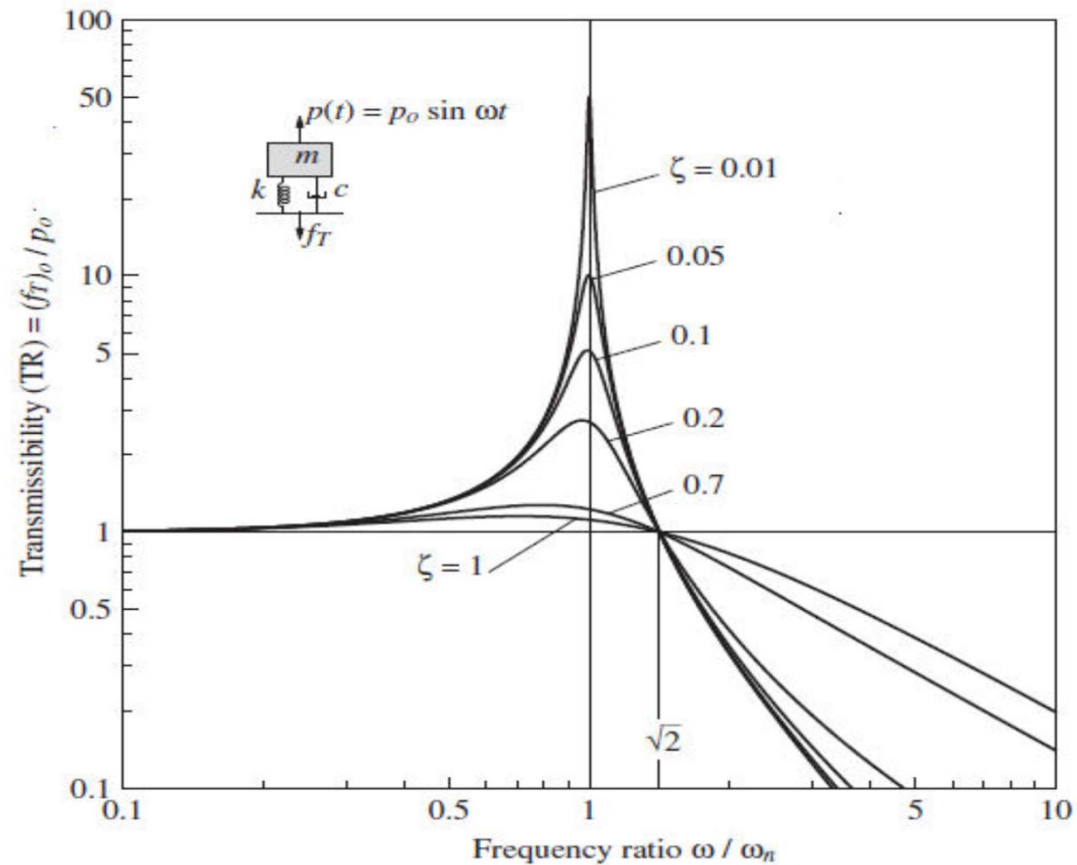 100
50
10
5
1
0.5
0.1
Transmissibility (TR) = (f_T)_o / p_o
p(t) = p_o sin ωt
m
k
c
f_T
ζ = 0.01
0.05
0.1
0.2
0.7
ζ = 1
√2
0.1
0.5
1
5
10
Frequency ratio ω / ω_n